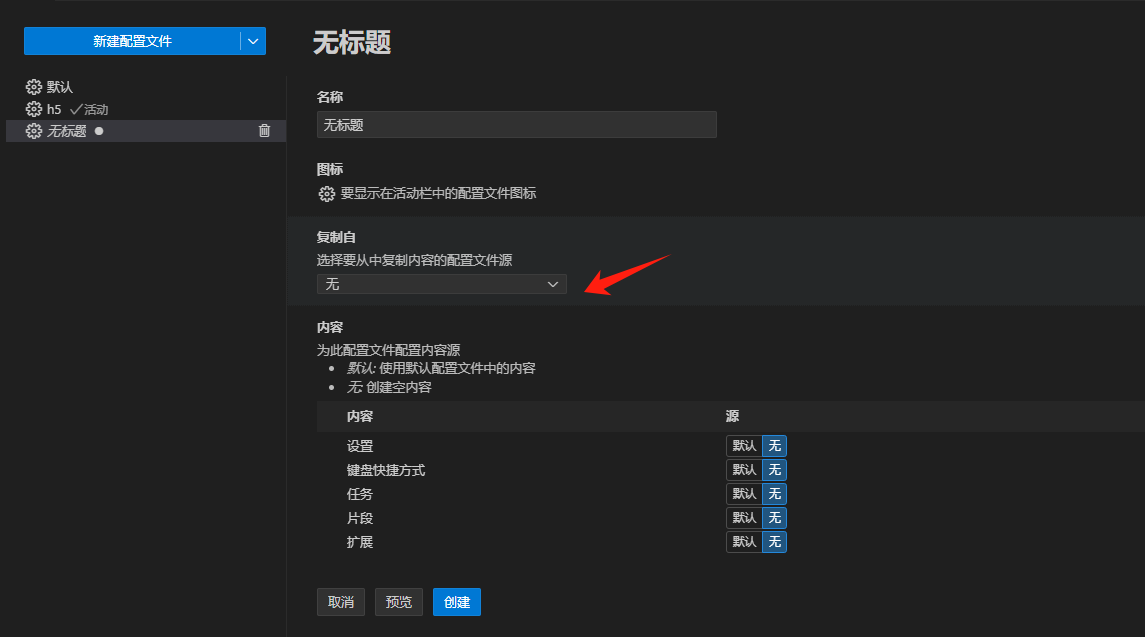 新建配置文件
默认
h5 活动
无标题
无标题
名称
无标题
图标
要显示在活动栏中的配置文件图标
复制自
选择要从中复制内容的配置文件源
无
内容
为此配置文件配置内容源
默认: 使用默认配置文件中的内容
无: 创建空内容
内容 源
设置 默认 无
键盘快捷方式 默认 无
任务 默认 无
片段 默认 无
扩展 默认 无
取消 预览 创建